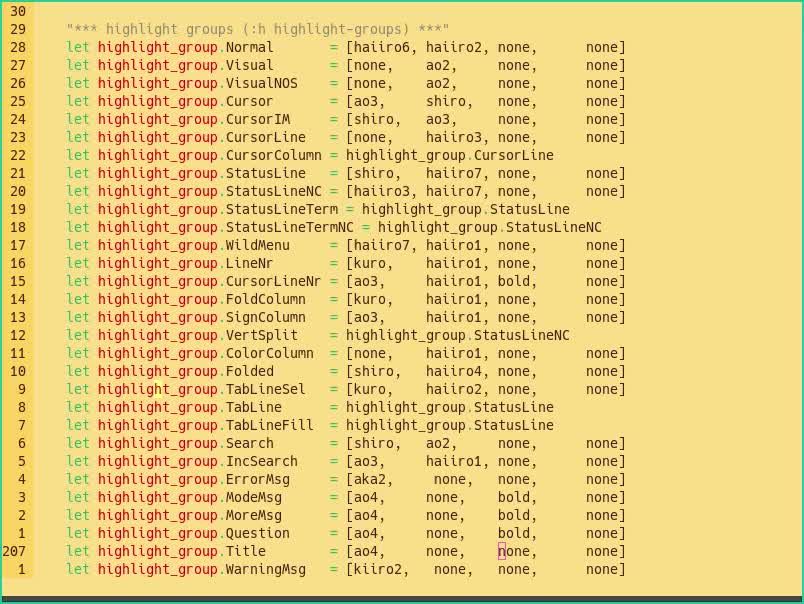 30
29 "*** highlight groups (:h highlight-groups) ***"
28 let highlight_group.Normal = [haiiro6, haiiro2, none, none]
27 let highlight_group.Visual = [none, ao2, none, none]
26 let highlight_group.VisualNOS = [none, ao2, none, none]
25 let highlight_group.Cursor = [ao3, shiro, none, none]
24 let highlight_group.CursorIM = [shiro, ao3, none, none]
23 let highlight_group.CursorLine = [none, haiiro3, none, none]
22 let highlight_group.CursorColumn = highlight_group.CursorLine
21 let highlight_group.StatusLine = [shiro, haiiro7, none, none]
20 let highlight_group.StatusLineNC = [haiiro3, haiiro7, none, none]
19 let highlight_group.StatusLineTerm = highlight_group.StatusLine
18 let highlight_group.StatusLineTermNC = highlight_group.StatusLineNC
17 let highlight_group.WildMenu = [haiiro7, haiiro1, none, none]
16 let highlight_group.LineNr = [kuro, haiiro1, none, none]
15 let highlight_group.CursorLineNr = [ao3, haiiro1, bold, none]
14 let highlight_group.FoldColumn = [kuro, haiiro1, none, none]
13 let highlight_group.SignColumn = [ao3, haiiro1, none, none]
12 let highlight_group.VertSplit = highlight_group.StatusLineNC
11 let highlight_group.ColorColumn = [none, haiiro1, none, none]
10 let highlight_group.Folded = [shiro, haiiro4, none, none]
9 let highlight_group.TabLineSel = [kuro, haiiro2, none, none]
8 let highlight_group.TabLine = highlight_group.StatusLine
7 let highlight_group.TabLineFill = highlight_group.StatusLine
6 let highlight_group.Search = [shiro, ao2, none, none]
5 let highlight_group.IncSearch = [ao3, haiiro1, none, none]
4 let highlight_group.ErrorMsg = [aka2, none, none, none]
3 let highlight_group.ModeMsg = [ao4, none, bold, none]
2 let highlight_group.MoreMsg = [ao4, none, bold, none]
1 let highlight_group.Question = [ao4, none, bold, none]
207 let highlight_group.Title = [ao4, none, none, none]
1 let highlight_group.WarningMsg = [kiiro2, none, none, none]